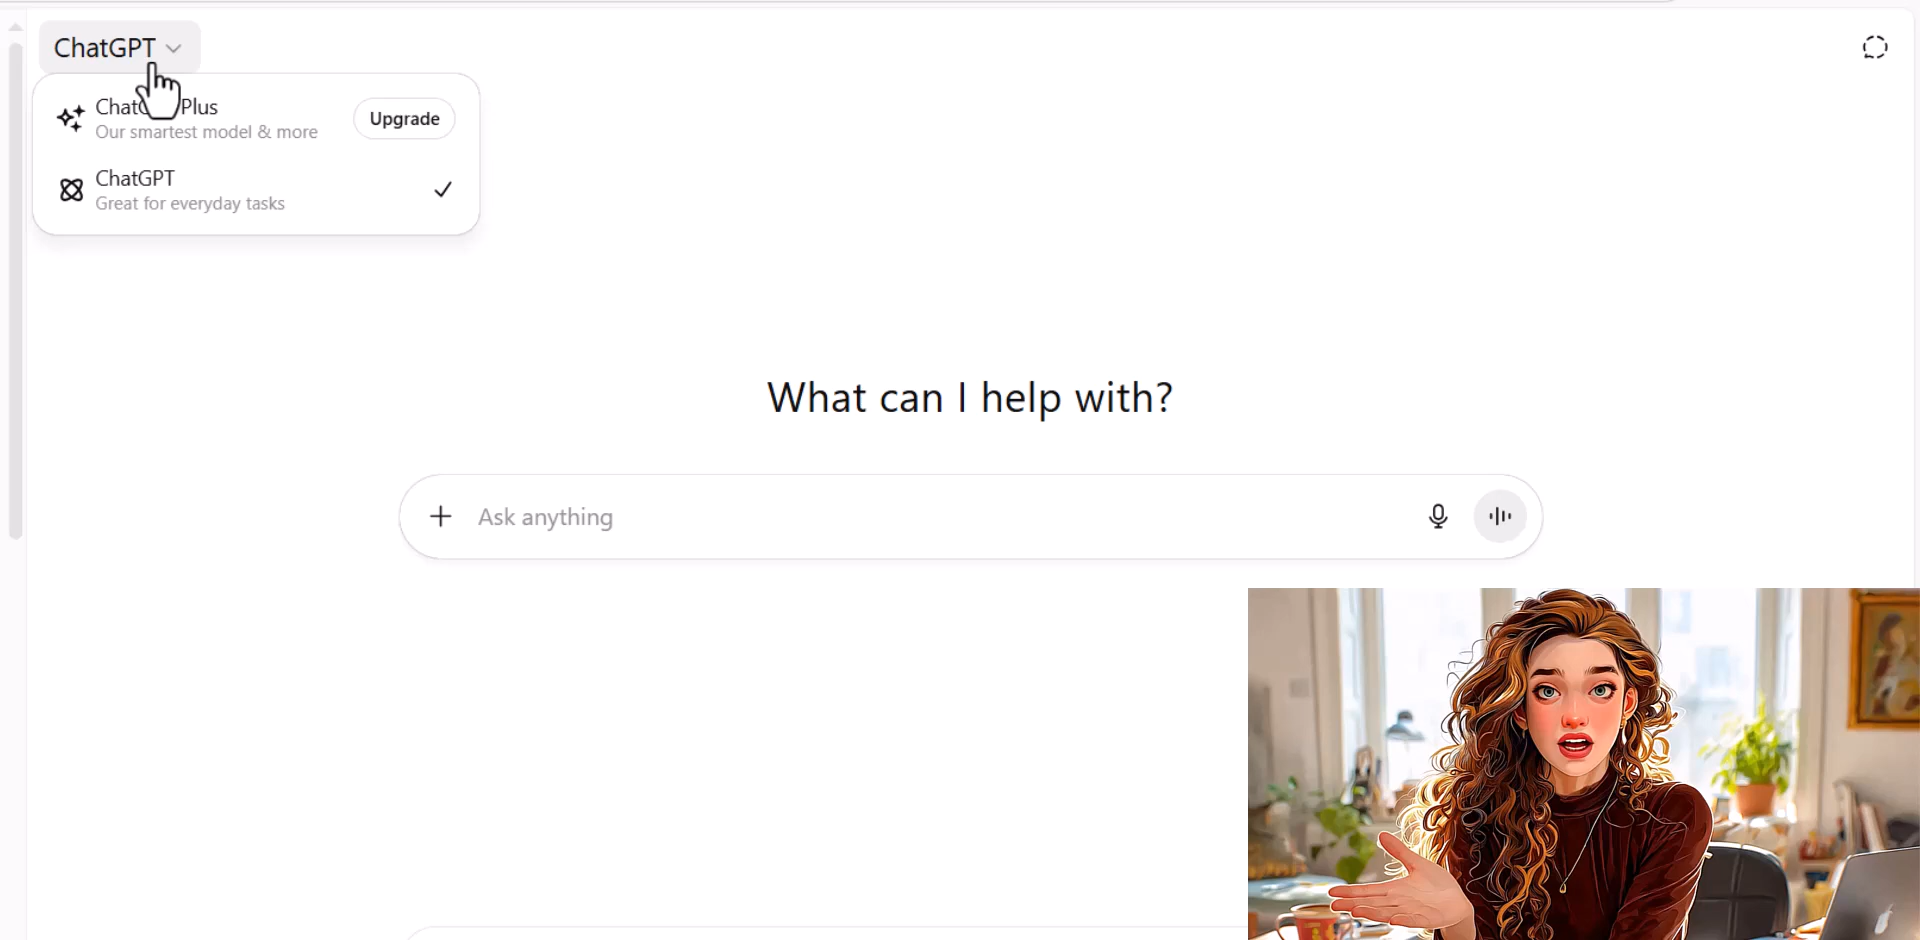 ChatGPT
Plus
Upgrade
Our smartest model & more
ChatGPT
Great for everyday tasks
What can I help with?
Ask anything